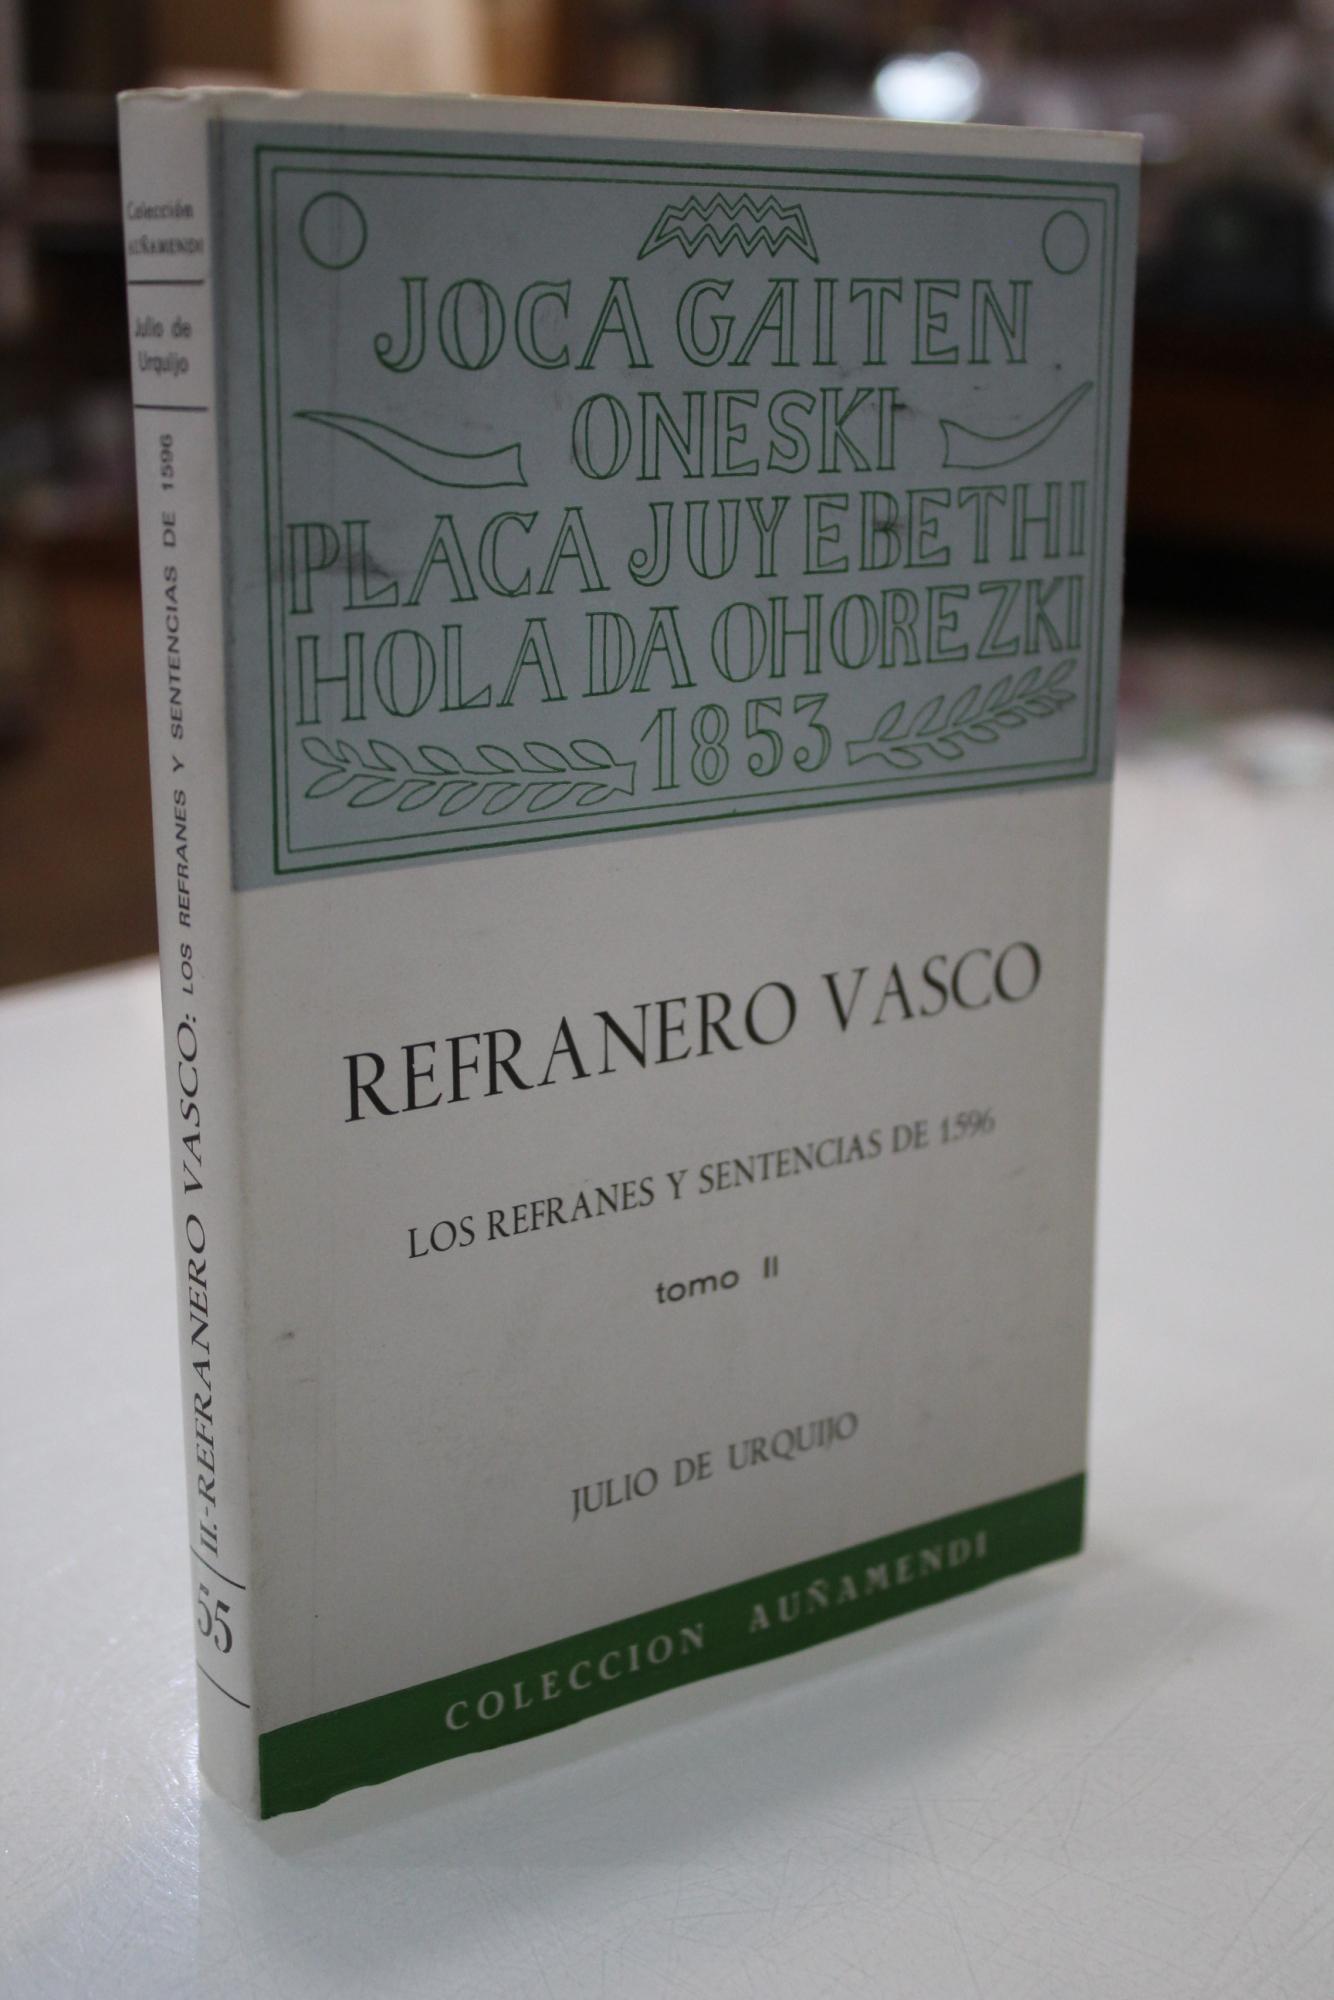 JOCA GAITEN
ONESKI
PLACA JUYEBETHI
HOLA DA OHOREZKI
1853
REFRANERO VASCO
LOS REFRANES Y SENTENCIAS DE 1596
tomo II
JULIO DE URQUIJO
COLECCION AUÑAMENDI
Colección
AUÑAMENDI
Julio de
Urquijo
II.-REFRANERO VASCO: LOS REFRANES Y SENTENCIAS DE 1596
55